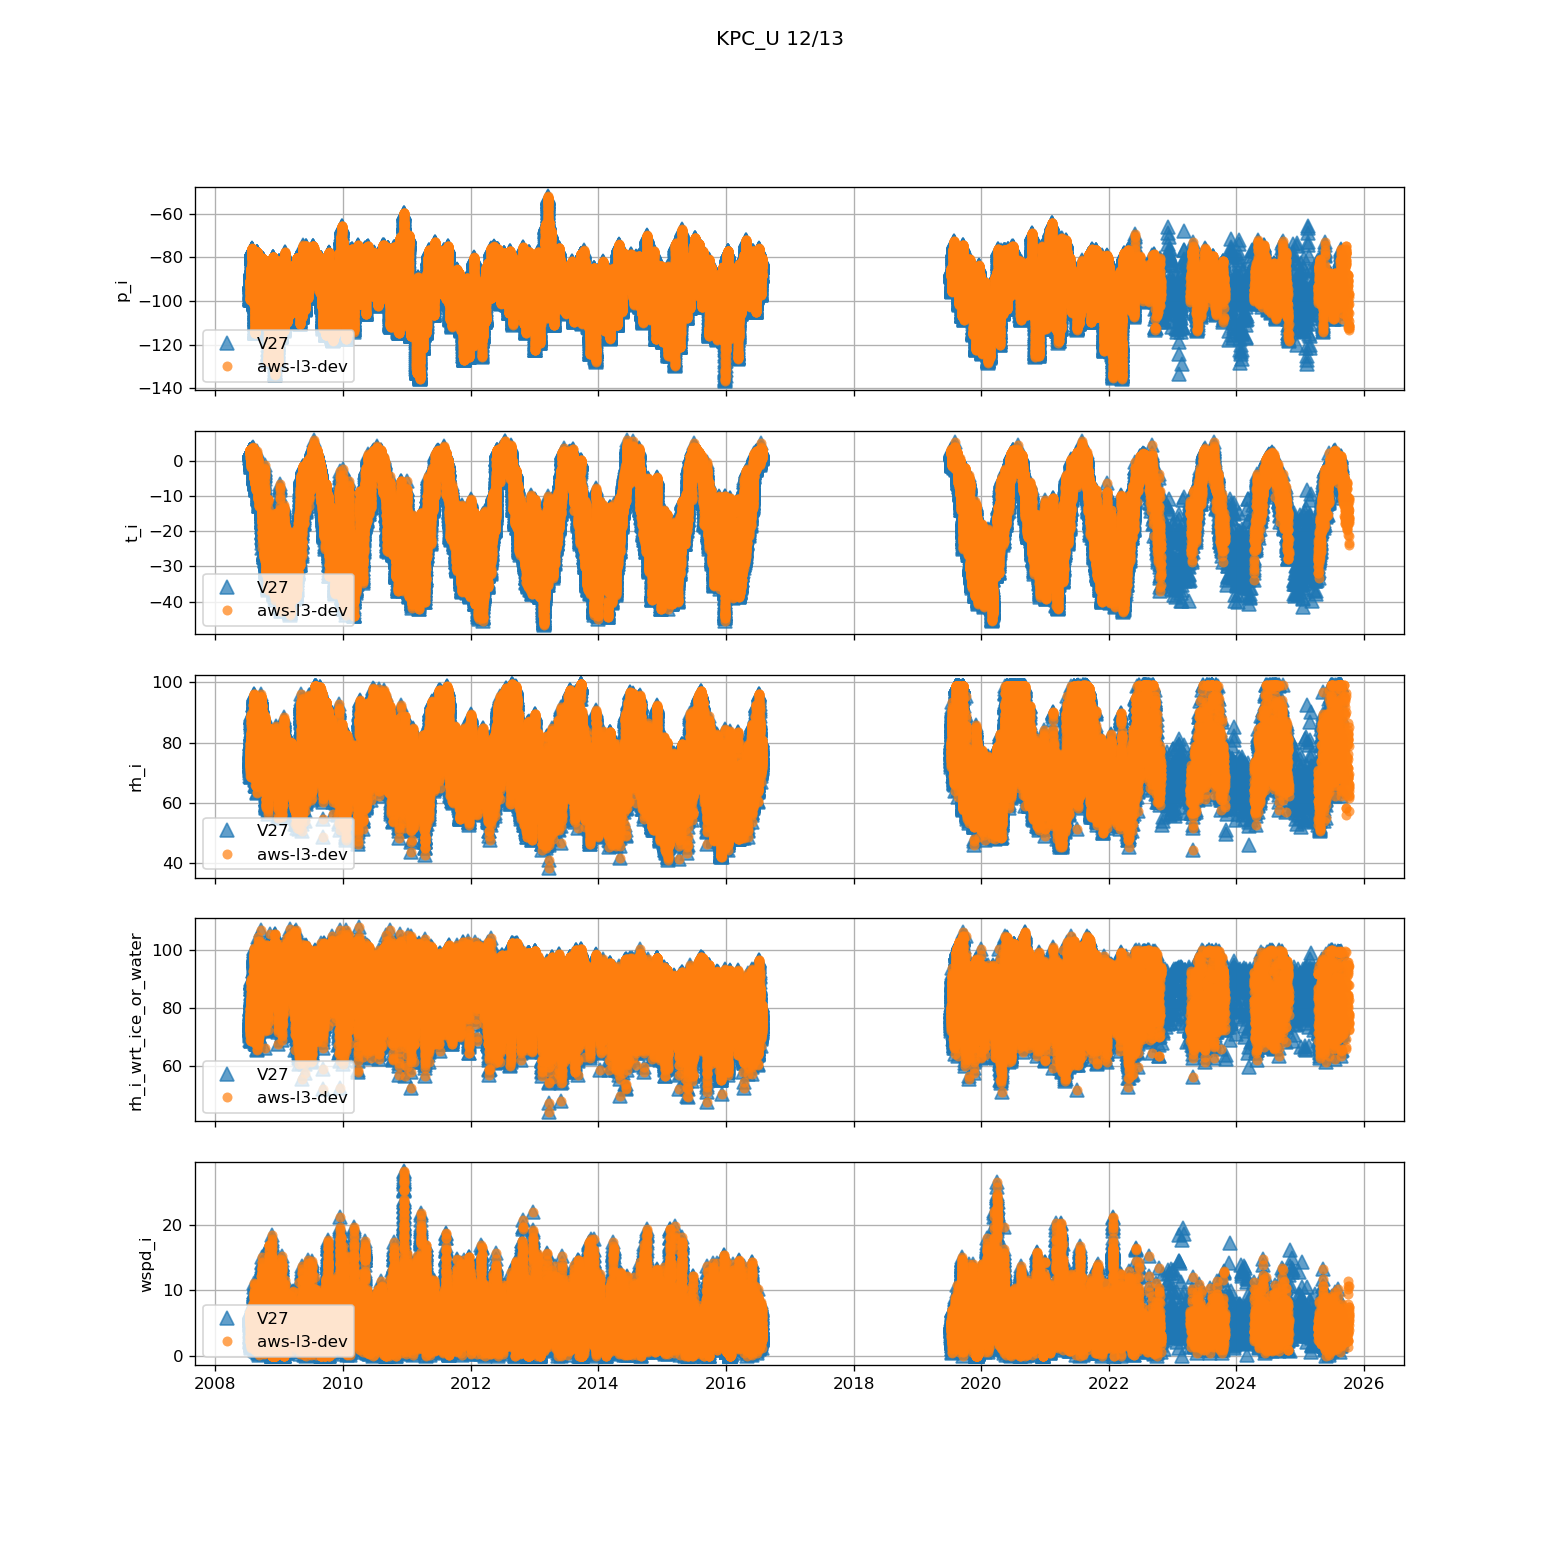 KPC_U 12/13
p_i
−60
−80
−100
−120
−140
V27
aws-l3-dev
t_i
0
−10
−20
−30
−40
V27
aws-l3-dev
rh_i
100
80
60
40
V27
aws-l3-dev
rh_i_wrt_ice_or_water
100
80
60
V27
aws-l3-dev
wspd_i
20
10
0
V27
aws-l3-dev
2008 2010 2012 2014 2016 2018 2020 2022 2024 2026